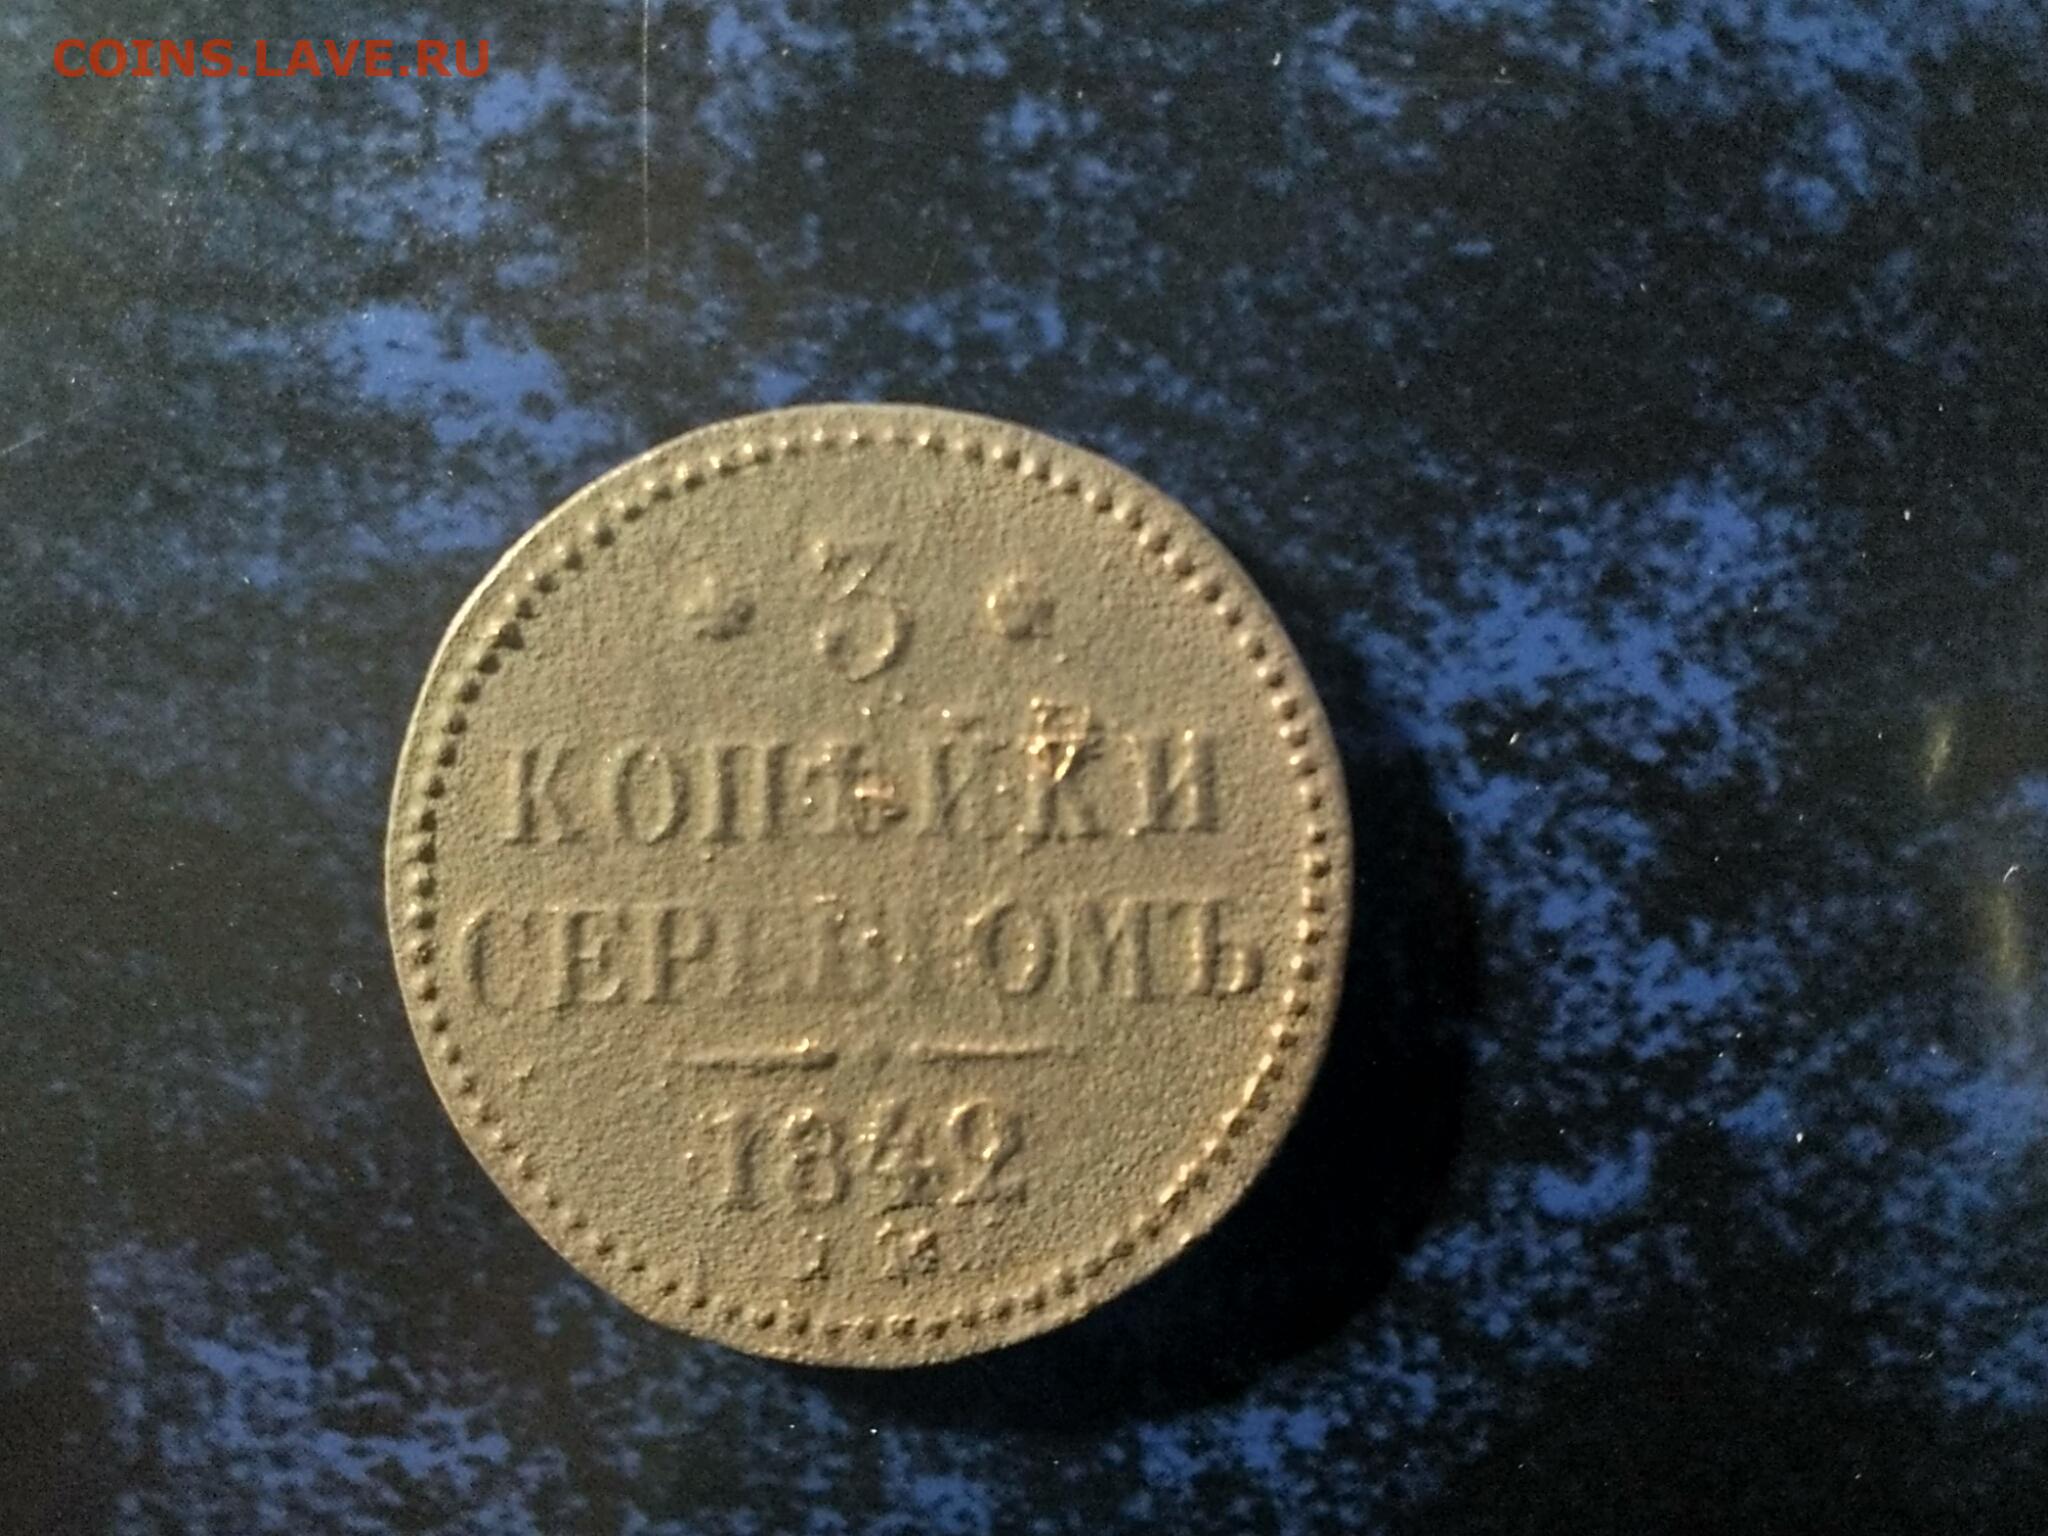 COINS.LAVE.RU
3
КОПѢЙКИ
СЕРЕБРОМЪ
1842